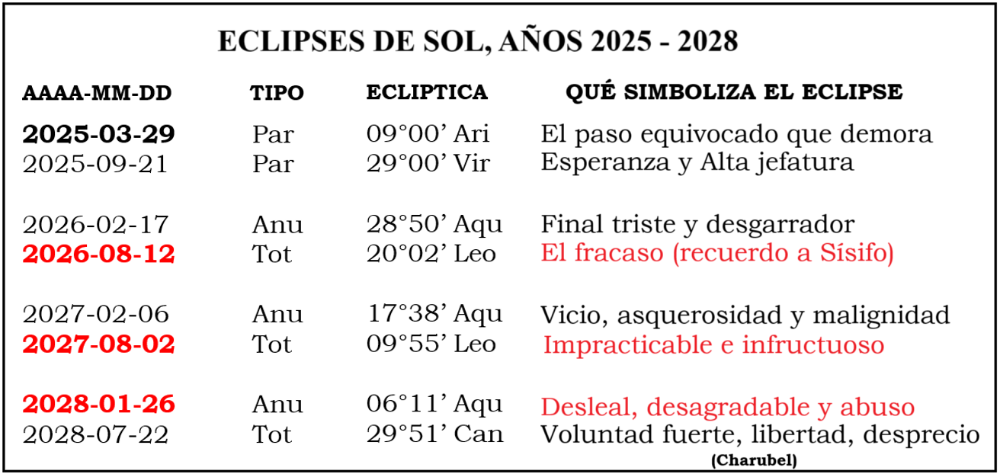 ECLIPSES DE SOL, AÑOS 2025 - 2028
AAAA-MM-DD TIPO ECLIPTICA QUÉ SIMBOLIZA EL ECLIPSE
2025-03-29 Par 09°00’ Ari El paso equivocado que demora
2025-09-21 Par 29°00’ Vir Esperanza y Alta jefatura
2026-02-17 Anu 28°50’ Aqu Final triste y desgarrador
2026-08-12 Tot 20°02’ Leo El fracaso (recuerdo a Sísifo)
2027-02-06 Anu 17°38’ Aqu Vicio, asquerosidad y malignidad
2027-08-02 Tot 09°55’ Leo Impracticable e infructuoso
2028-01-26 Anu 06°11’ Aqu Desleal, desagradable y abuso
2028-07-22 Tot 29°51’ Can Voluntad fuerte, libertad, desprecio
(Charubel)